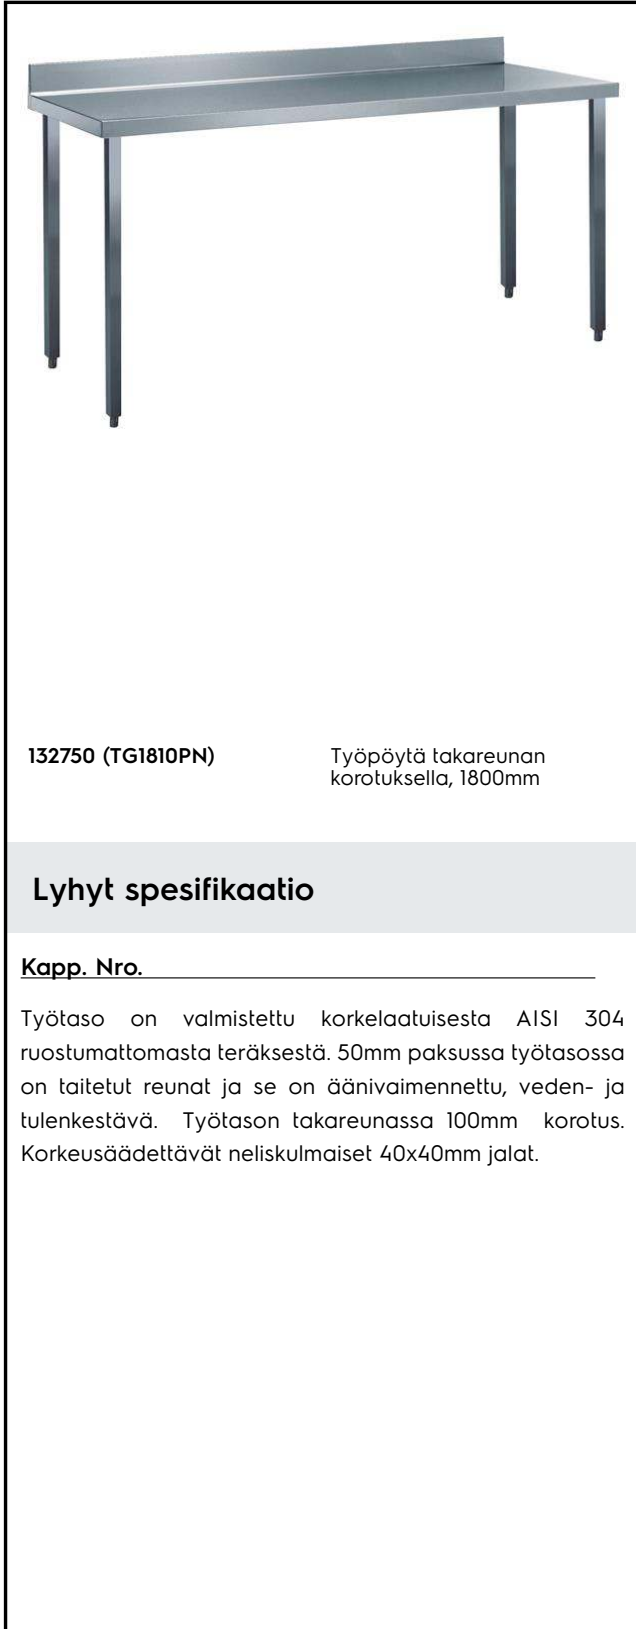 132750 (TG1810PN)
Työpöytä takareunan
korotuksella, 1800mm
Lyhyt spesifikaatio
Kapp. Nro.
Työtaso on valmistettu korkelaatuisesta AISI 304
ruostumattomasta teräksestä. 50mm paksussa työtasossa
on taitetut reunat ja se on äänivaimennettu, veden- ja
tulenkestävä. Työtason takareunassa 100mm korotus.
Korkeusäädettävät neliskulmaiset 40x40mm jalat.